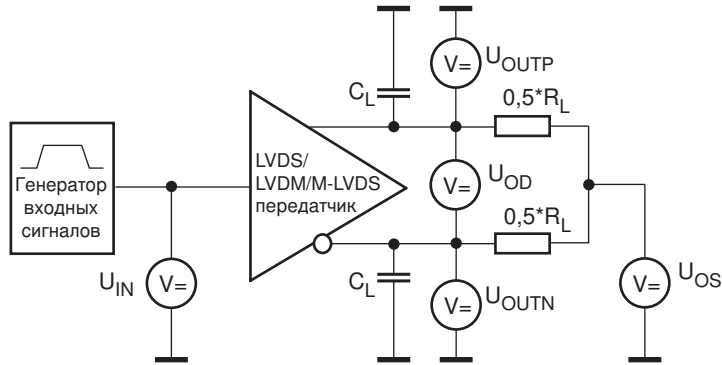 V=
U_OUTP
C_L
0,5*R_L
LVDS/
LVDM/M-LVDS
передатчик
Генератор
входных
сигналов
V=
U_OD
0,5*R_L
U_IN
V=
C_L
V=
U_OUTN
V=
U_OS